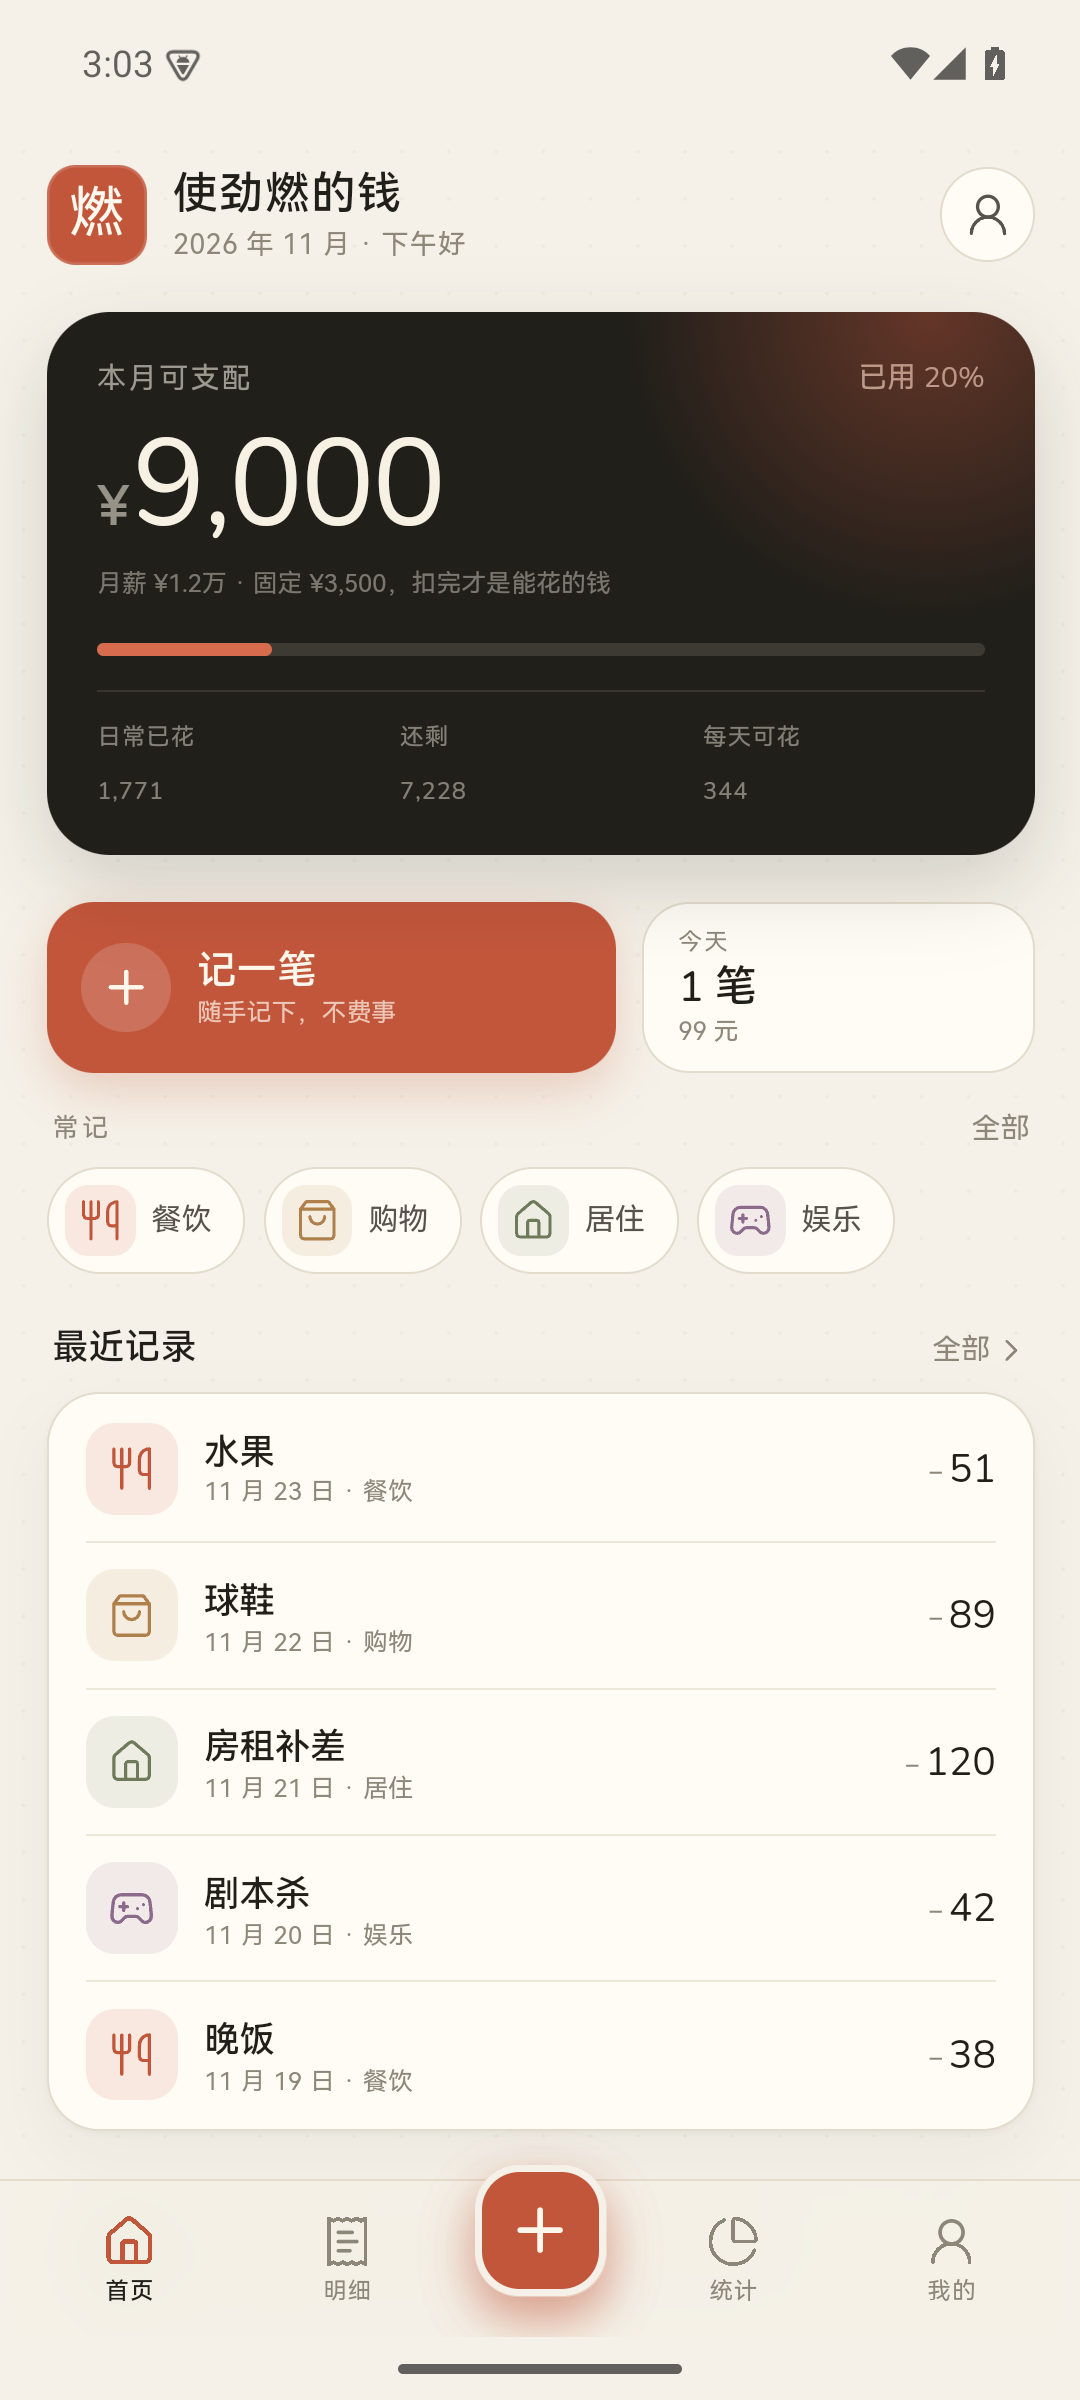 3:03
燃
使劲燃的钱
2026 年 11 月 · 下午好
本月可支配
已用 20%
¥9,000
月薪 ¥1.2万 · 固定 ¥3,500，扣完才是能花的钱
日常已花 还剩 每天可花
1,771 7,228 344
记一笔
随手记下，不费事
今天
1 笔
99 元
常记 全部
餐饮 购物 居住 娱乐
最近记录 全部
水果
11 月 23 日 · 餐饮
-51
球鞋
11 月 22 日 · 购物
-89
房租补差
11 月 21 日 · 居住
-120
剧本杀
11 月 20 日 · 娱乐
-42
晚饭
11 月 19 日 · 餐饮
-38
首页 明细 统计 我的